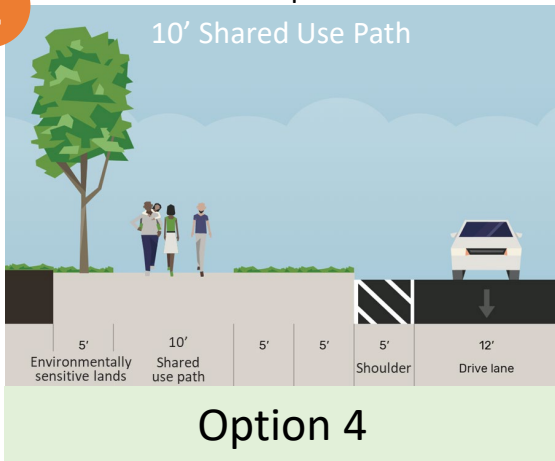 10’ Shared Use Path
5’ 10’ 5’ 5’ 5’ 12’
Environmentally sensitive lands
Shared use path
Shoulder
Drive lane
Option 4